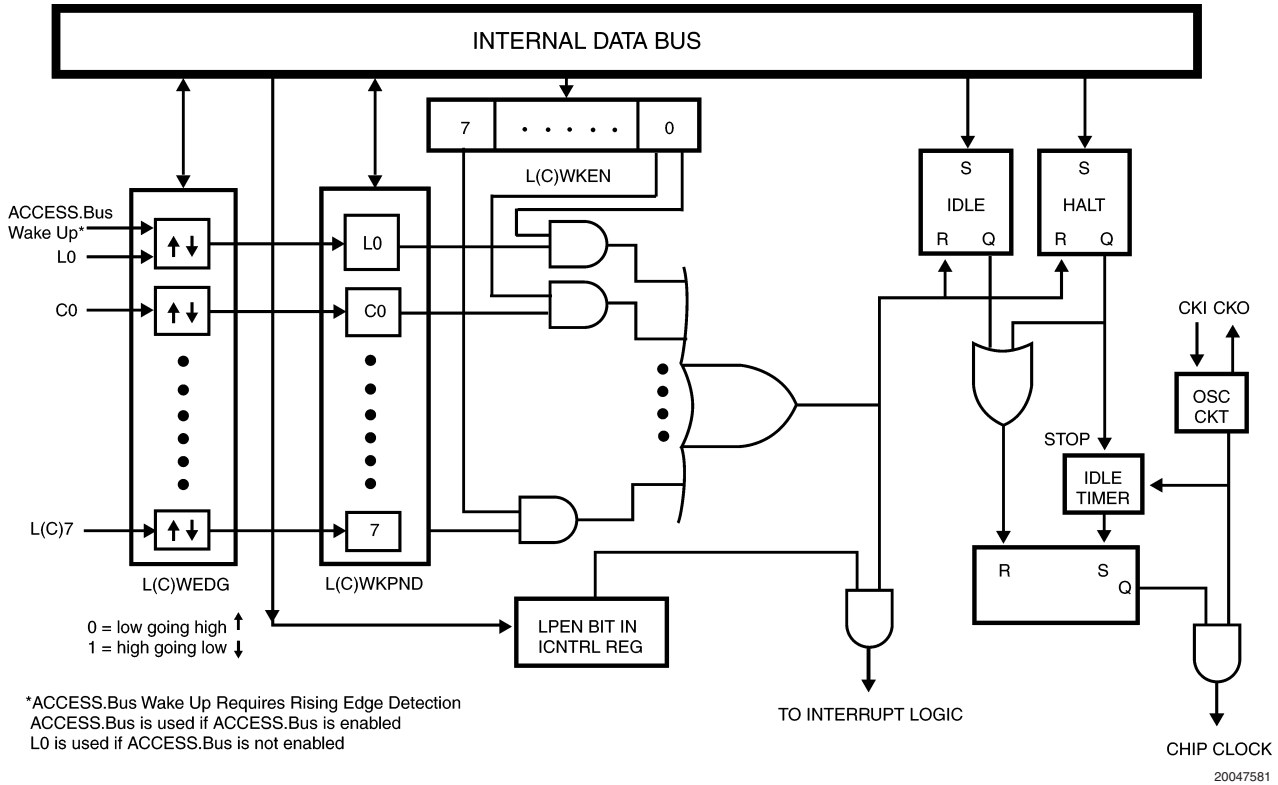 INTERNAL DATA BUS
7 . . . . . 0
L(C)WKEN
ACCESS.Bus
Wake Up*
L0
C0
L(C)7
L0
C0
7
L(C)WEDG
L(C)WKPND
0 = low going high
1 = high going low
S
IDLE
R Q
S
HALT
R Q
CKI CKO
OSC
CKT
STOP
IDLE
TIMER
R S
Q
LPEN BIT IN
ICNTRL REG
TO INTERRUPT LOGIC
CHIP CLOCK
*ACCESS.Bus Wake Up Requires Rising Edge Detection
ACCESS.Bus is used if ACCESS.Bus is enabled
L0 is used if ACCESS.Bus is not enabled
20047581